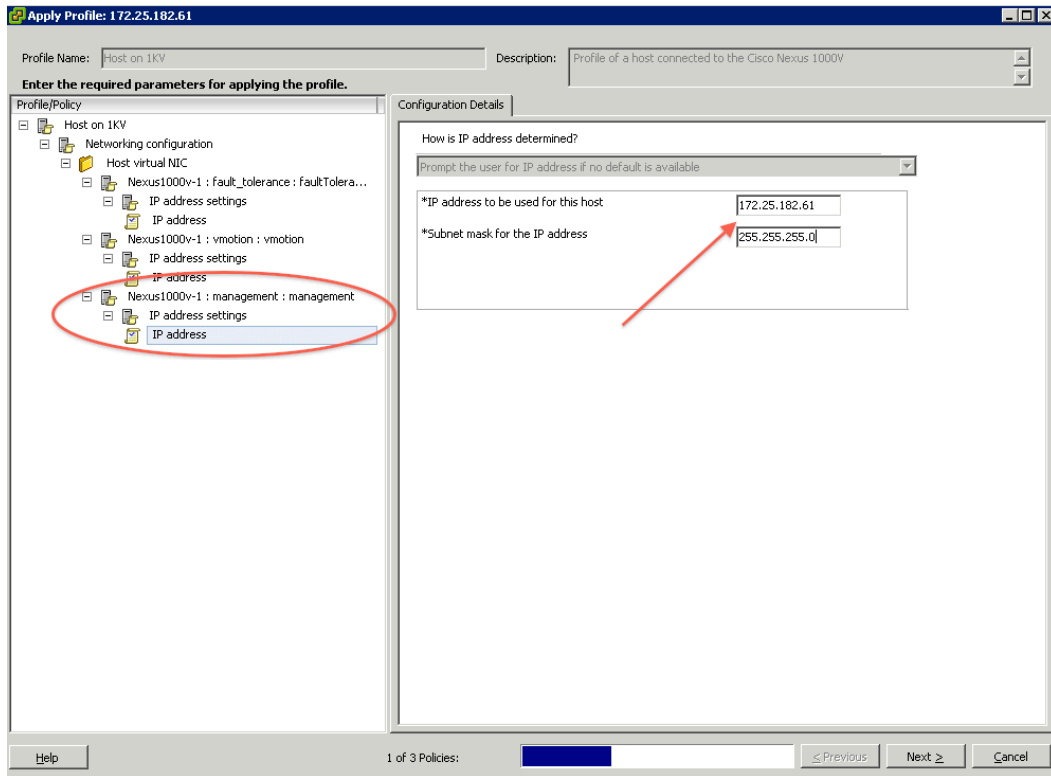 Apply Profile: 172.25.182.61
Profile Name: Host on 1KV Description: Profile of a host connected to the Cisco Nexus 1000V
Enter the required parameters for applying the profile.
Profile/Policy
Host on 1KV
Networking configuration
Host virtual NIC
Nexus1000v-1 : fault_tolerance : faultTolera...
IP address settings
IP address
Nexus1000v-1 : vmotion : vmotion
IP address settings
IP address
Nexus1000v-1 : management : management
IP address settings
IP address
Configuration Details
How is IP address determined?
Prompt the user for IP address if no default is available
*IP address to be used for this host 172.25.182.61
*Subnet mask for the IP address 255.255.255.0
Help 1 of 3 Policies: < Previous Next > Cancel